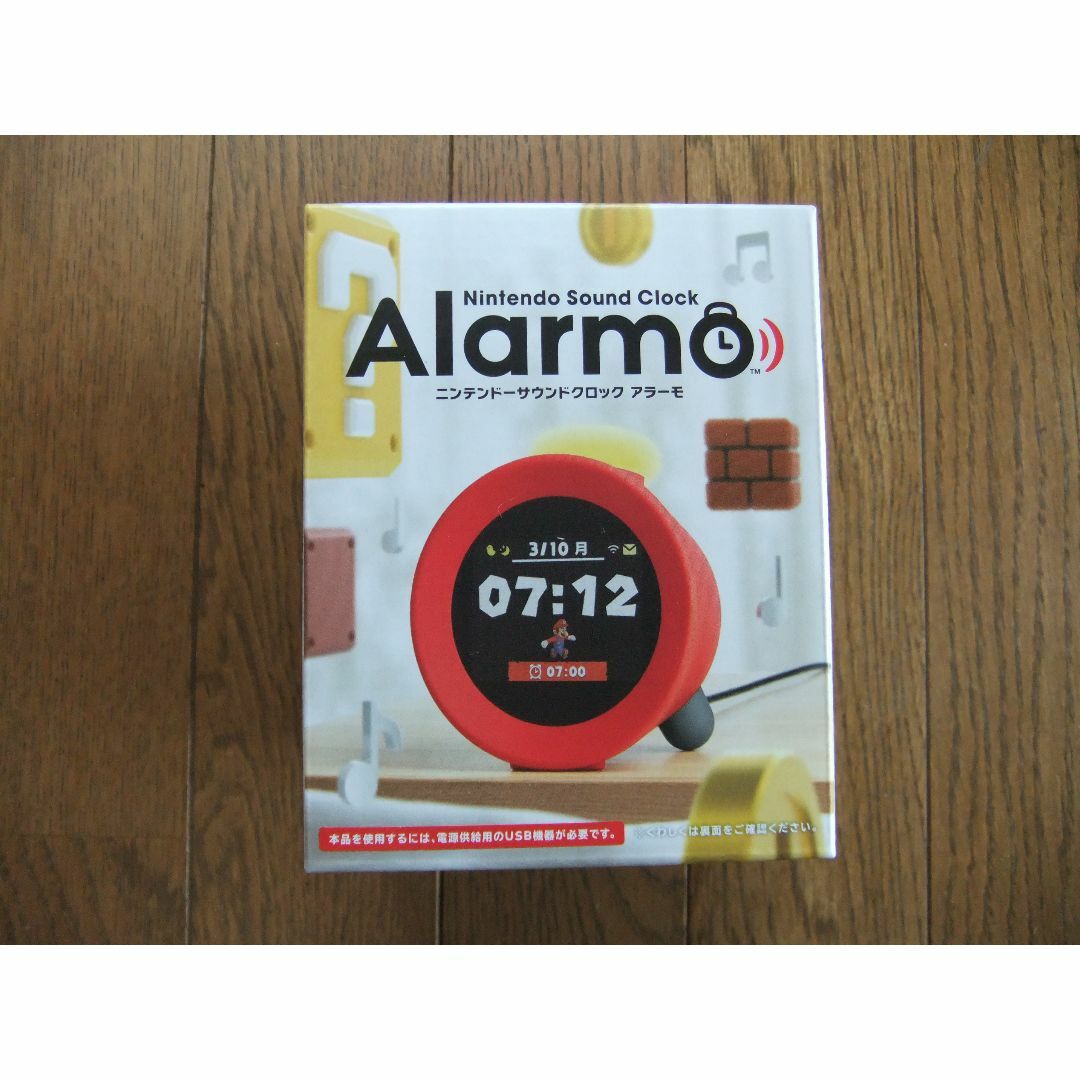 Nintendo Sound Clock
Alarmo™
ニンテンドーサウンドクロック アラーモ
3/10 月
07:12
07:00
本品を使用するには、電源供給用のUSB機器が必要です。 ※くわしくは裏面をご確認ください。